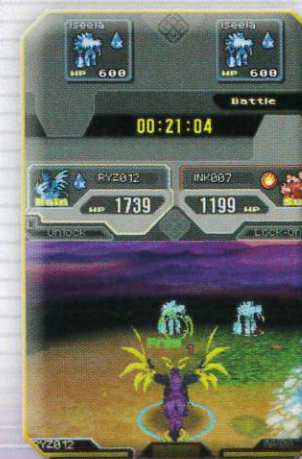 Iseela Iseela
HP 600 HP 600
Battle
00:21:04
RYZ012 INK007
HP 1739 1199 HP
Unlock Lock-on
RYZ012